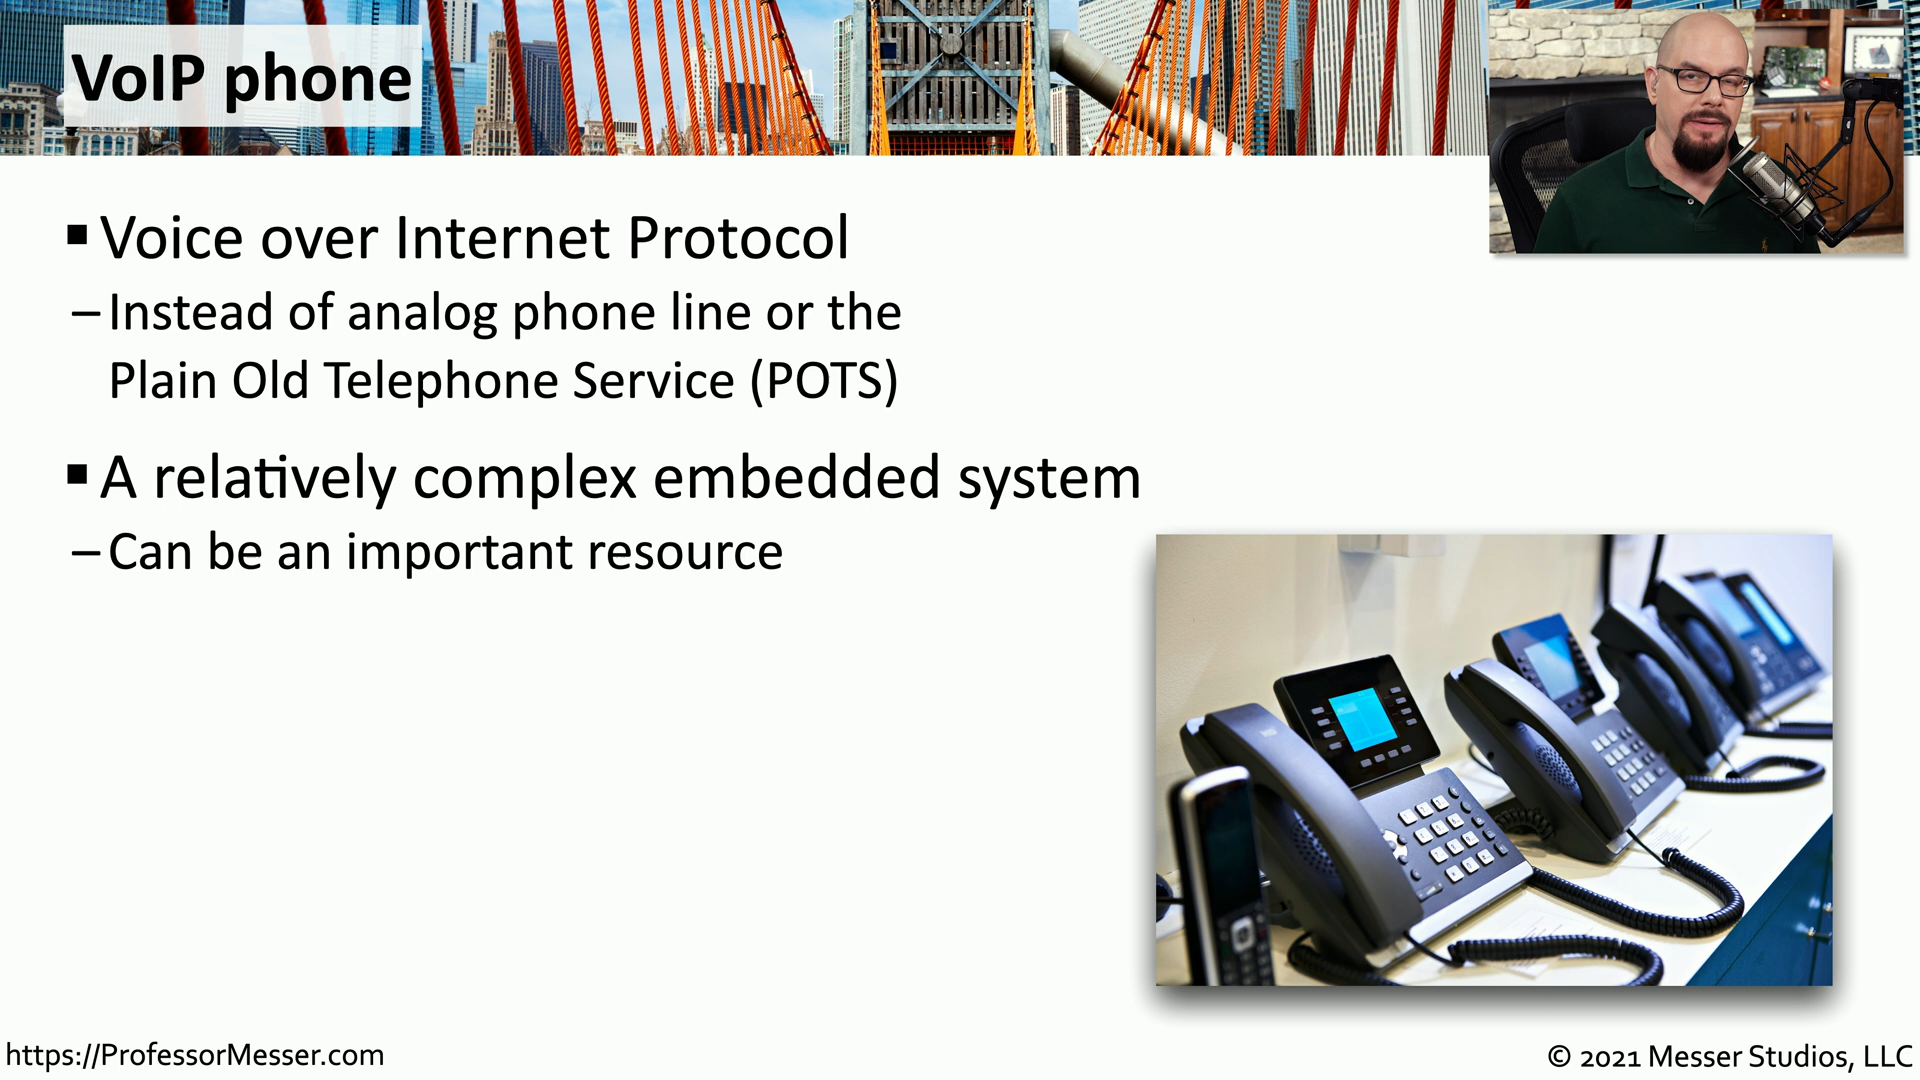 VoIP phone
▪ Voice over Internet Protocol
– Instead of analog phone line or the
Plain Old Telephone Service (POTS)
▪ A relatively complex embedded system
– Can be an important resource
https://ProfessorMesser.com
© 2021 Messer Studios, LLC